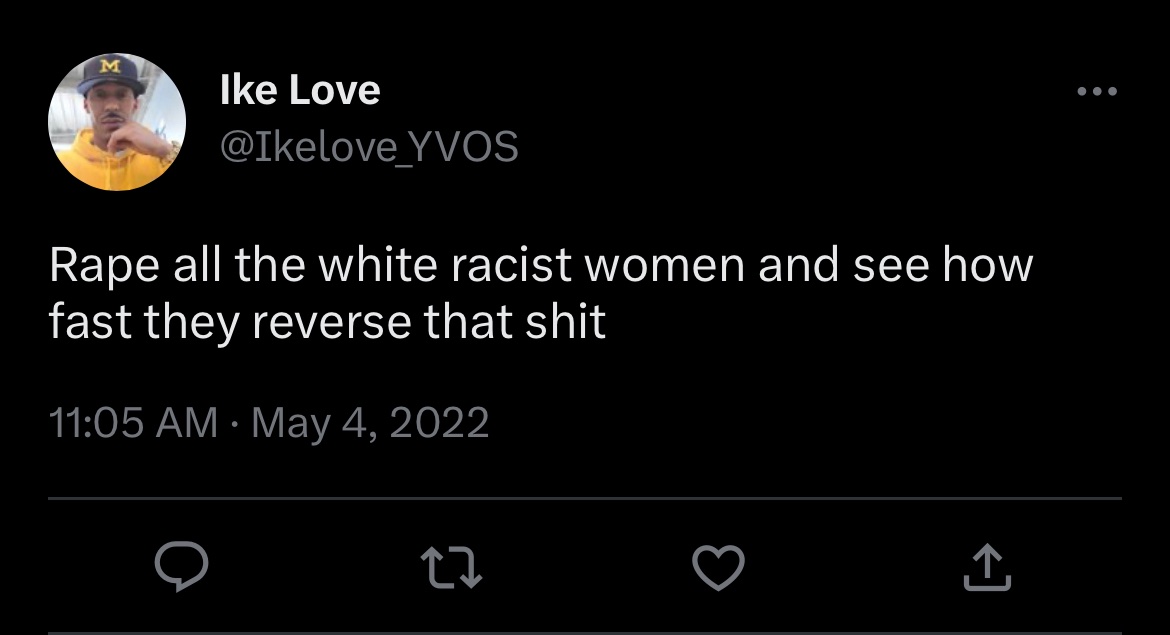 M
Ike Love
@Ikelove_YVOS
Rape all the white racist women and see how
fast they reverse that shit
11:05 AM · May 4, 2022